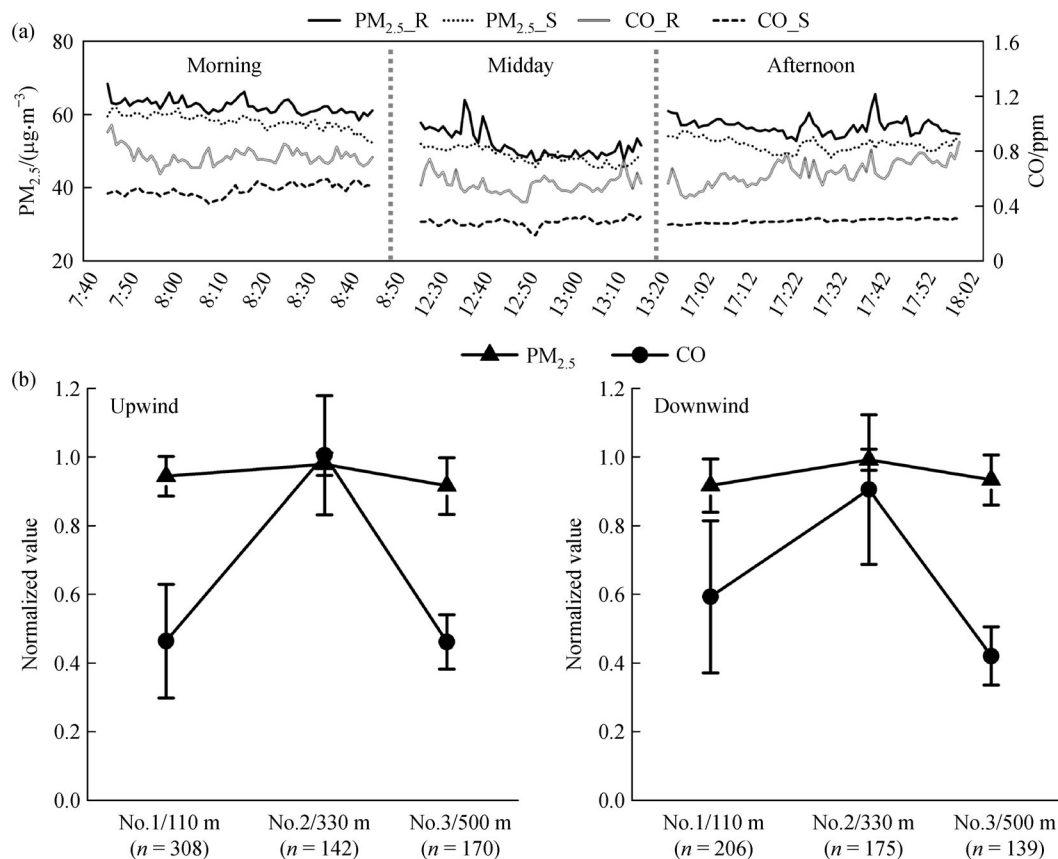 (a)
PM2.5_R PM2.5_S CO_R CO_S
Morning Midday Afternoon
PM2.5/(μg·m−3)
80
60
40
20
CO/ppm
1.6
1.2
0.8
0.4
0
7:40 7:50 8:00 8:10 8:20 8:30 8:40 8:50 12:30 12:40 12:50 13:00 13:10 13:20 17:02 17:12 17:22 17:32 17:42 17:52 18:02
PM2.5 CO
(b)
Upwind
Normalized value
1.2
1.0
0.8
0.6
0.4
0.2
0.0
No.1/110 m No.2/330 m No.3/500 m
(n = 308) (n = 142) (n = 170)
Downwind
Normalized value
1.2
1.0
0.8
0.6
0.4
0.2
0.0
No.1/110 m No.2/330 m No.3/500 m
(n = 206) (n = 175) (n = 139)